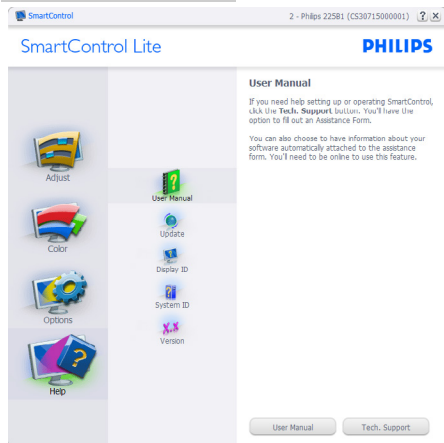 SmartControl
2 - Philips 225B1 (CS30715000001) ? X
SmartControl Lite
PHILIPS
Adjust
Color
Options
Help
User Manual
Update
Display ID
System ID
X.X
Version
User Manual
If you need help setting up or operating SmartControl,
click the Tech. Support button. You'll have the
option to fill out an Assistance Form.
You can also choose to have information about your
software automatically attached to the assistance
form. You'll need to be online to use this feature.
User Manual
Tech. Support